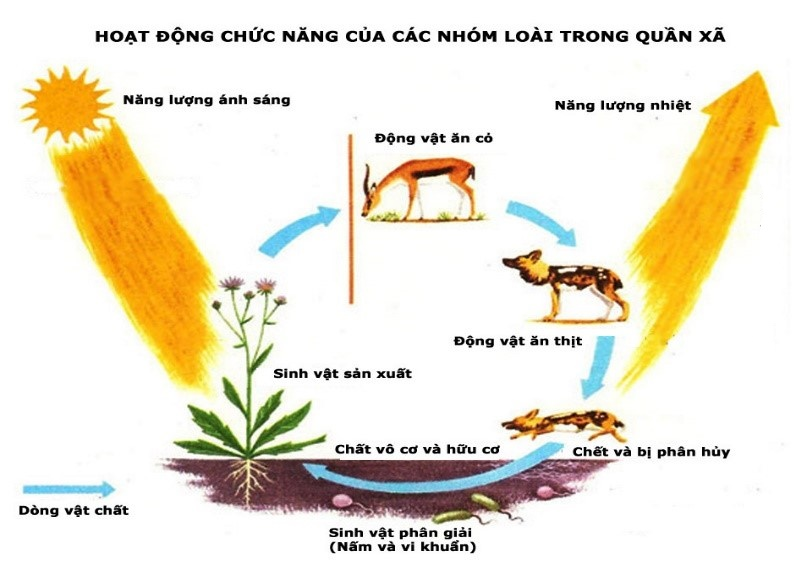 HOẠT ĐỘNG CHỨC NĂNG CỦA CÁC NHÓM LOÀI TRONG QUẦN XÃ
Năng lượng ánh sáng
Năng lượng nhiệt
Động vật ăn cỏ
Động vật ăn thịt
Sinh vật sản xuất
Chất vô cơ và hữu cơ
Chết và bị phân hủy
Dòng vật chất
Sinh vật phân giải
(Nấm và vi khuẩn)